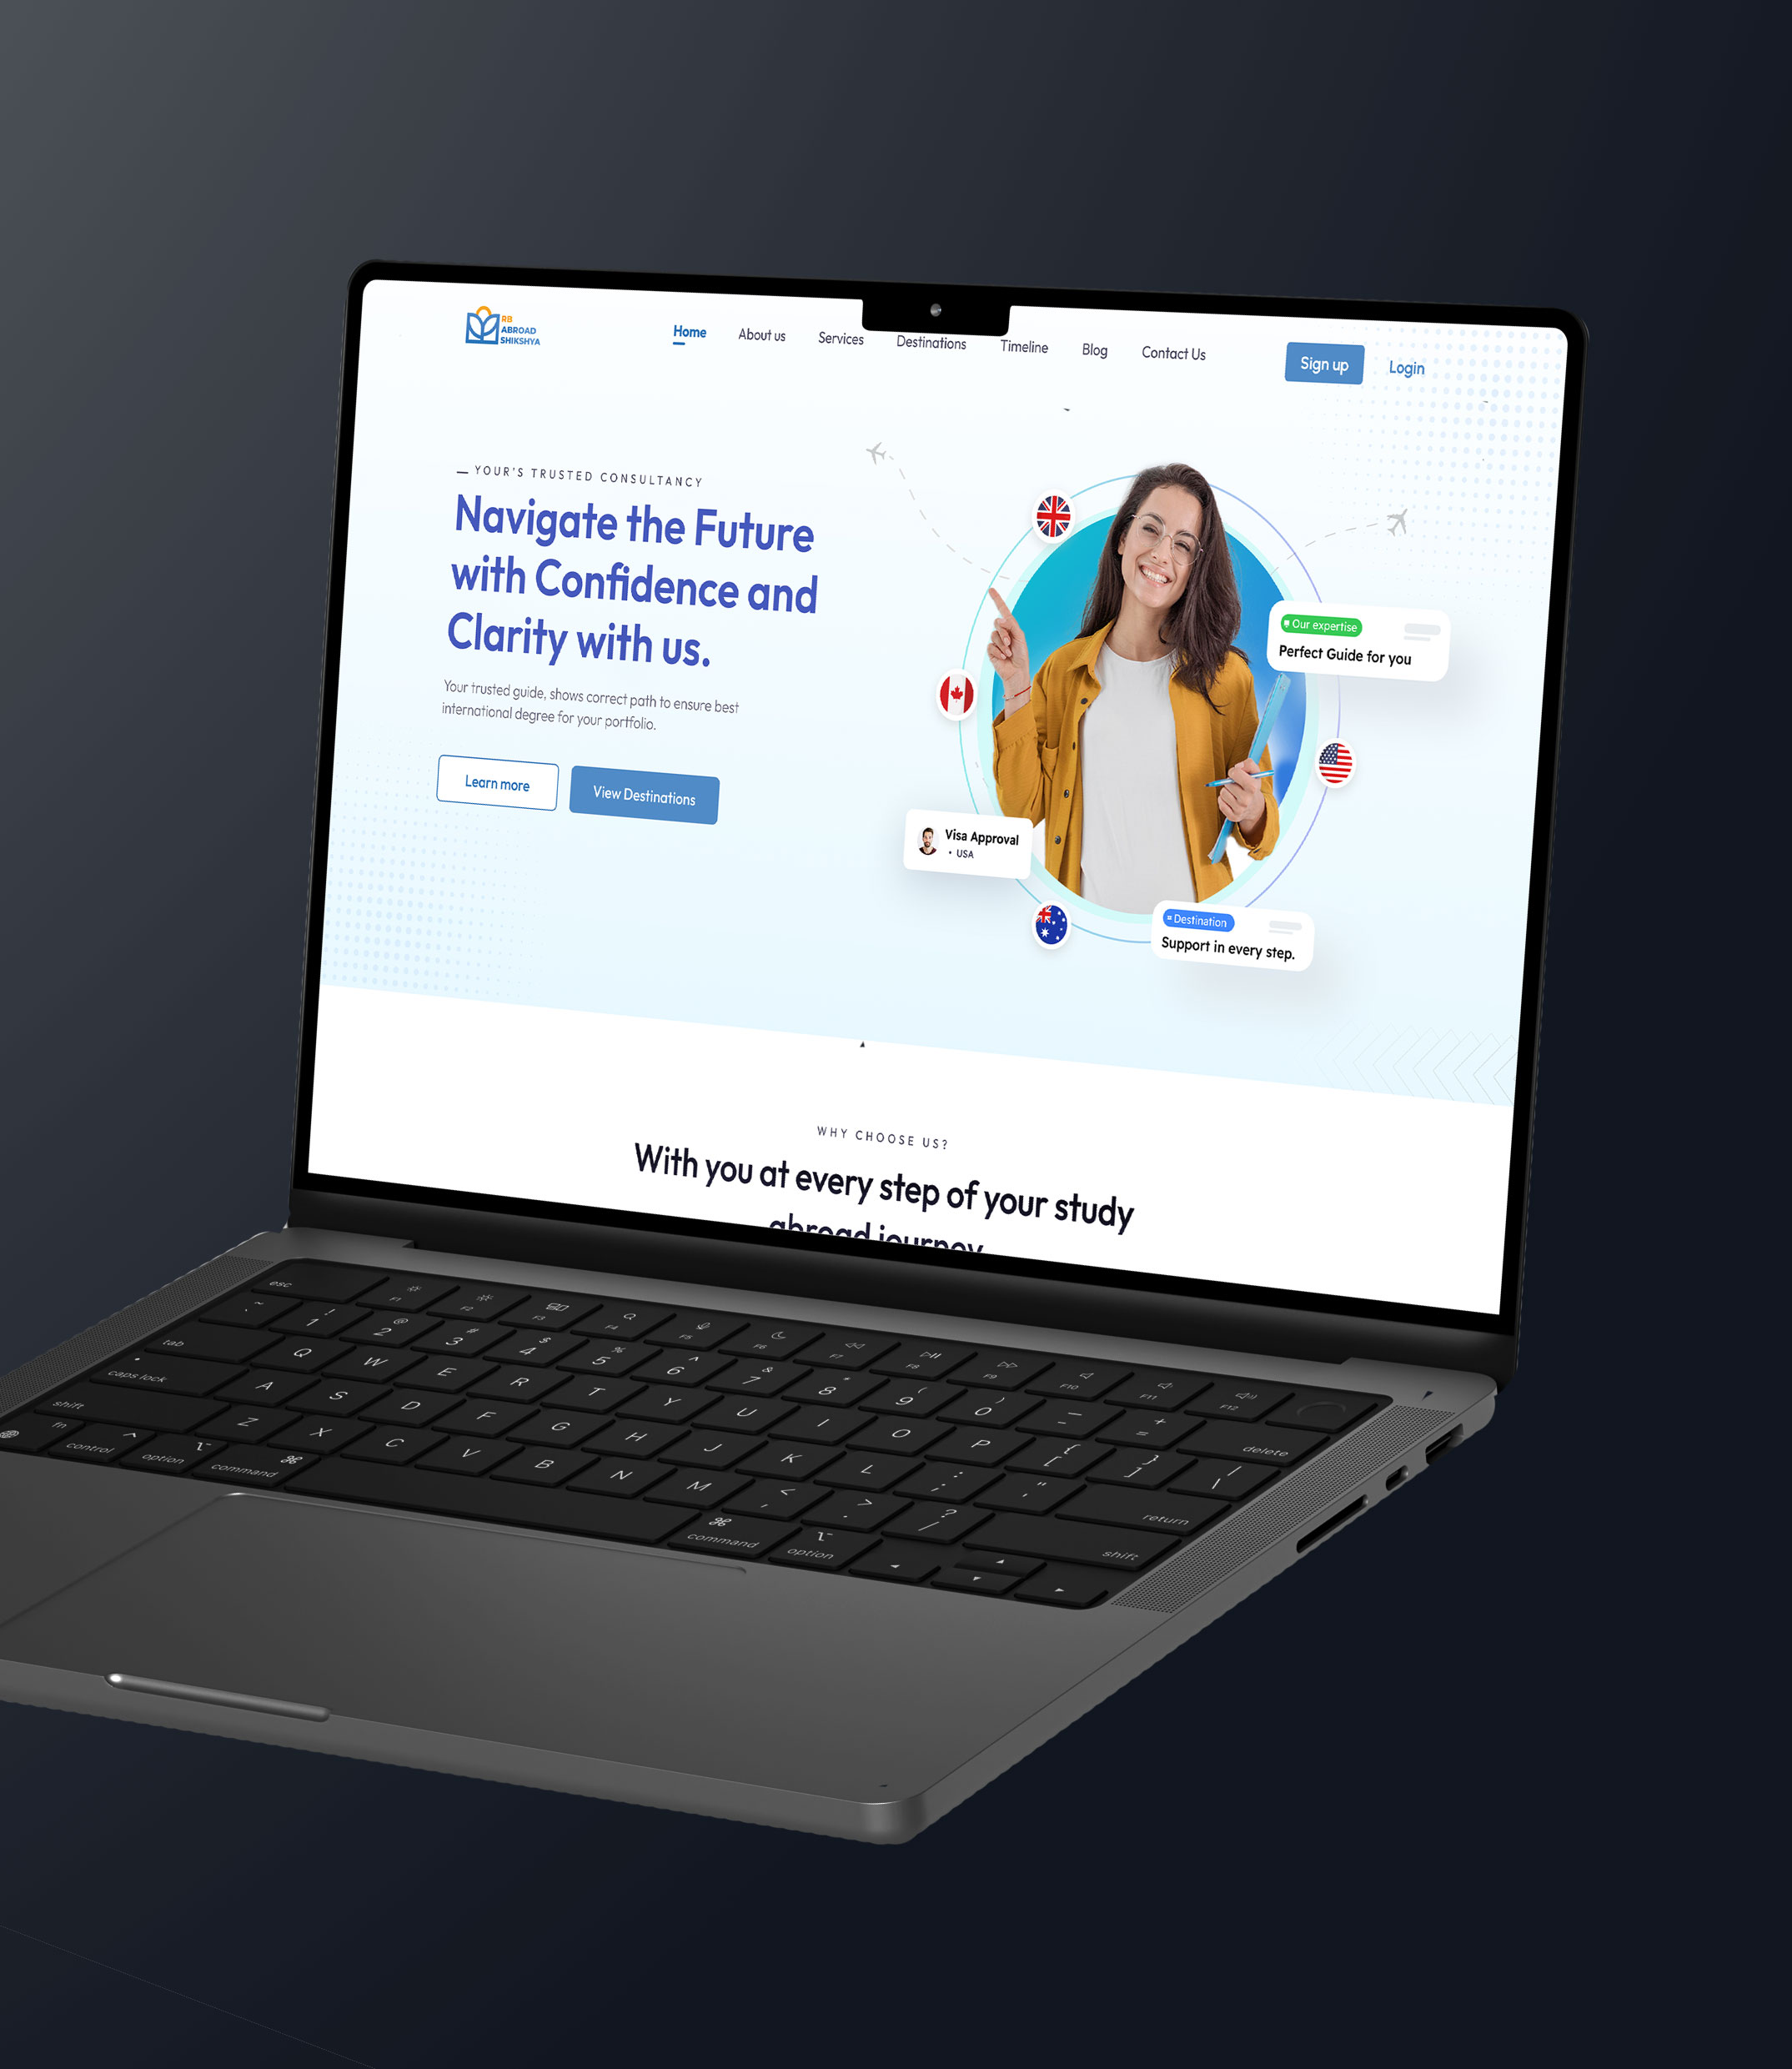 RB
ABROAD
SHIKSHYA
Home About us Services Destinations Timeline Blog Contact Us Sign up Login
YOUR'S TRUSTED CONSULTANCY
Navigate the Future
with Confidence and
Clarity with us.
Your trusted guide, shows correct path to ensure best
international degree for your portfolio.
Learn more View Destinations
Our expertise
Perfect Guide for you
Visa Approval
• USA
Destination
Support in every step.
WHY CHOOSE US?
With you at every step of your study
abroad journey
esc F1 F2 F3 F4 F5 F6 F7 F8 F9 F10 F11 F12
~ ! @ # $ % ^ & * ( ) — +
` 1 2 3 4 5 6 7 8 9 0 - = delete
tab Q W E R T Y U I O P { [ } ] | \
caps lock A S D F G H J K L : ; " ' return
shift Z X C V B N M < , > . ? / shift
fn control option command command option